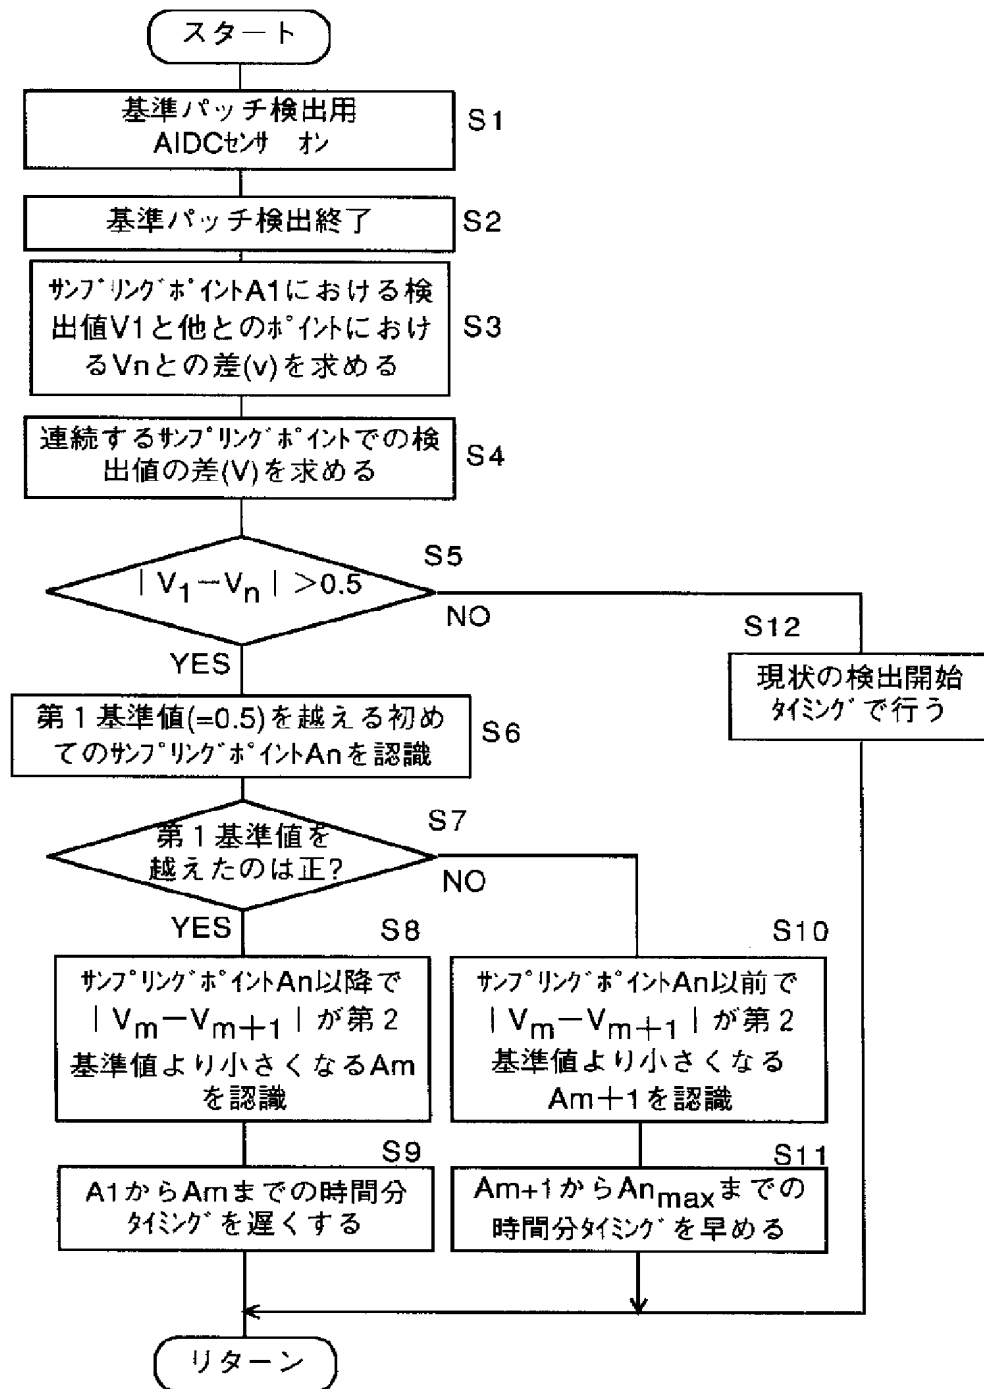 スタート
基準パッチ検出用
AIDCｾﾝｻ オン
S1
基準パッチ検出終了
S2
ｻﾝﾌﾟﾘﾝｸﾞﾎﾟｲﾝﾄA1における検
出値V1と他とのﾎﾟｲﾝﾄにおけ
るVnとの差(v)を求める
S3
連続するｻﾝﾌﾟﾘﾝｸﾞﾎﾟｲﾝﾄでの検
出値の差(V)を求める
S4
｜V1－Vn｜＞0.5
S5
NO
YES
S12
現状の検出開始
ﾀｲﾐﾝｸﾞで行う
第1基準値(=0.5)を越える初め
てのｻﾝﾌﾟﾘﾝｸﾞﾎﾟｲﾝﾄAnを認識
S6
第1基準値を
越えたのは正?
S7
NO
YES
S8
ｻﾝﾌﾟﾘﾝｸﾞﾎﾟｲﾝﾄAn以降で
｜Vm－Vm＋1｜が第2
基準値より小さくなるAm
を認識
S10
ｻﾝﾌﾟﾘﾝｸﾞﾎﾟｲﾝﾄAn以前で
｜Vm－Vm＋1｜が第2
基準値より小さくなる
Am＋1を認識
S9
A1からAmまでの時間分
ﾀｲﾐﾝｸﾞを遅くする
S11
Am+1からAnmaxまでの
時間分ﾀｲﾐﾝｸﾞを早める
リターン